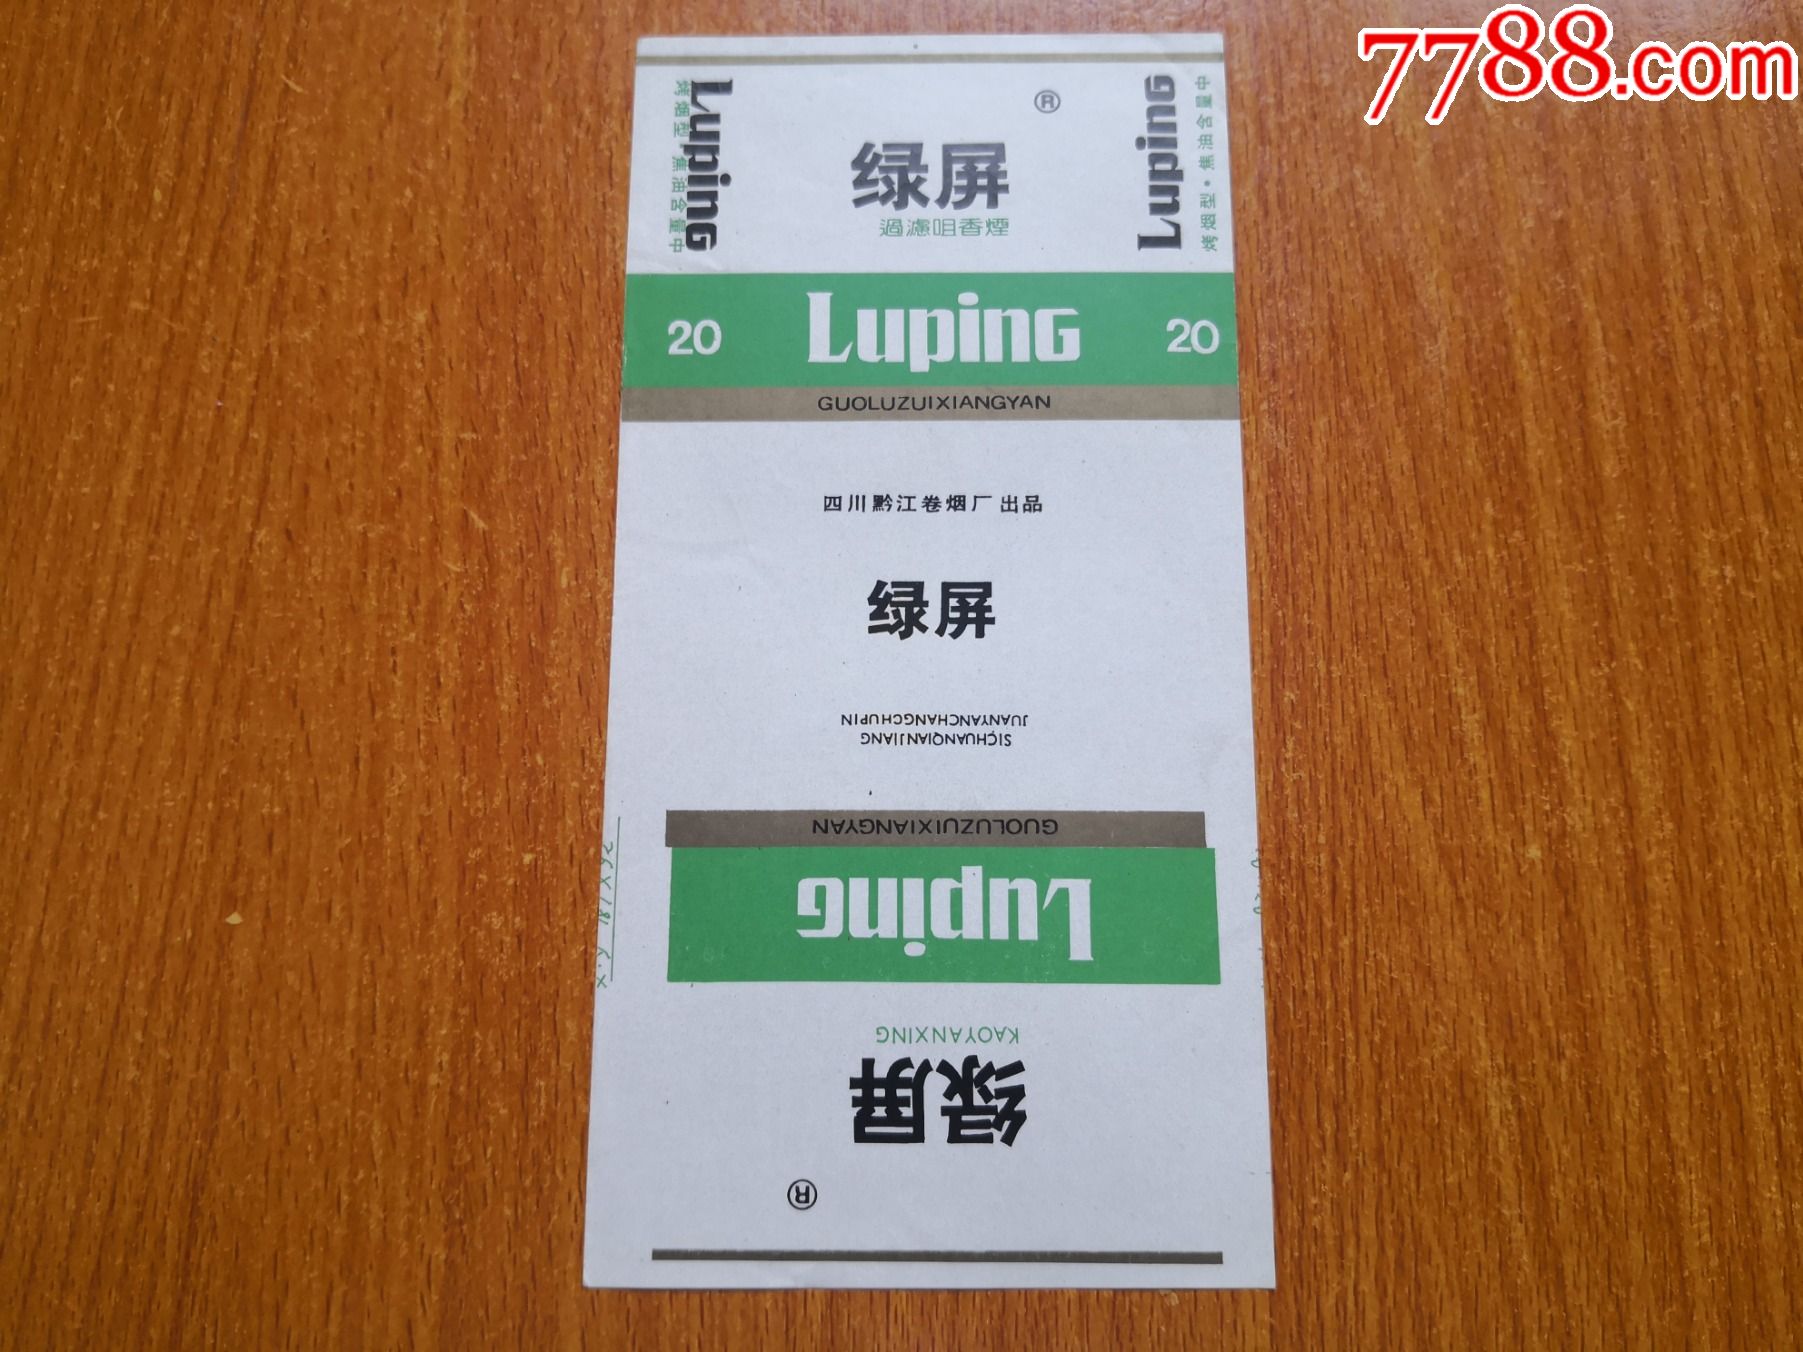 7788.com
®
Luping
烤烟型·焦油含量中
绿屏
過濾咀香煙
Luping
烤烟型·焦油含量中
20 Luping 20
GUOLUZUIXIANGYAN
四川黔江卷烟厂出品
绿屏
SICHUANQIANJIANG
JUANYANCHANGCHUPIN
GUOLUZUIXIANGYAN
Luping
KAOYANXING
绿屏
®